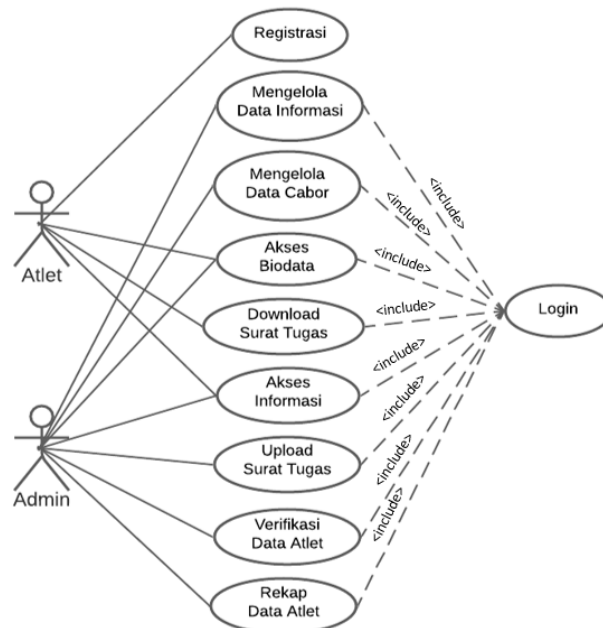 Registrasi
Mengelola
Data Informasi
Mengelola
Data Cabor
Akses
Biodata
Download
Surat Tugas
Akses
Informasi
Upload
Surat Tugas
Verifikasi
Data Atlet
Rekap
Data Atlet
Atlet
Admin
<include>
<include>
<include>
<include>
<include>
<include>
<include>
<include>
Login